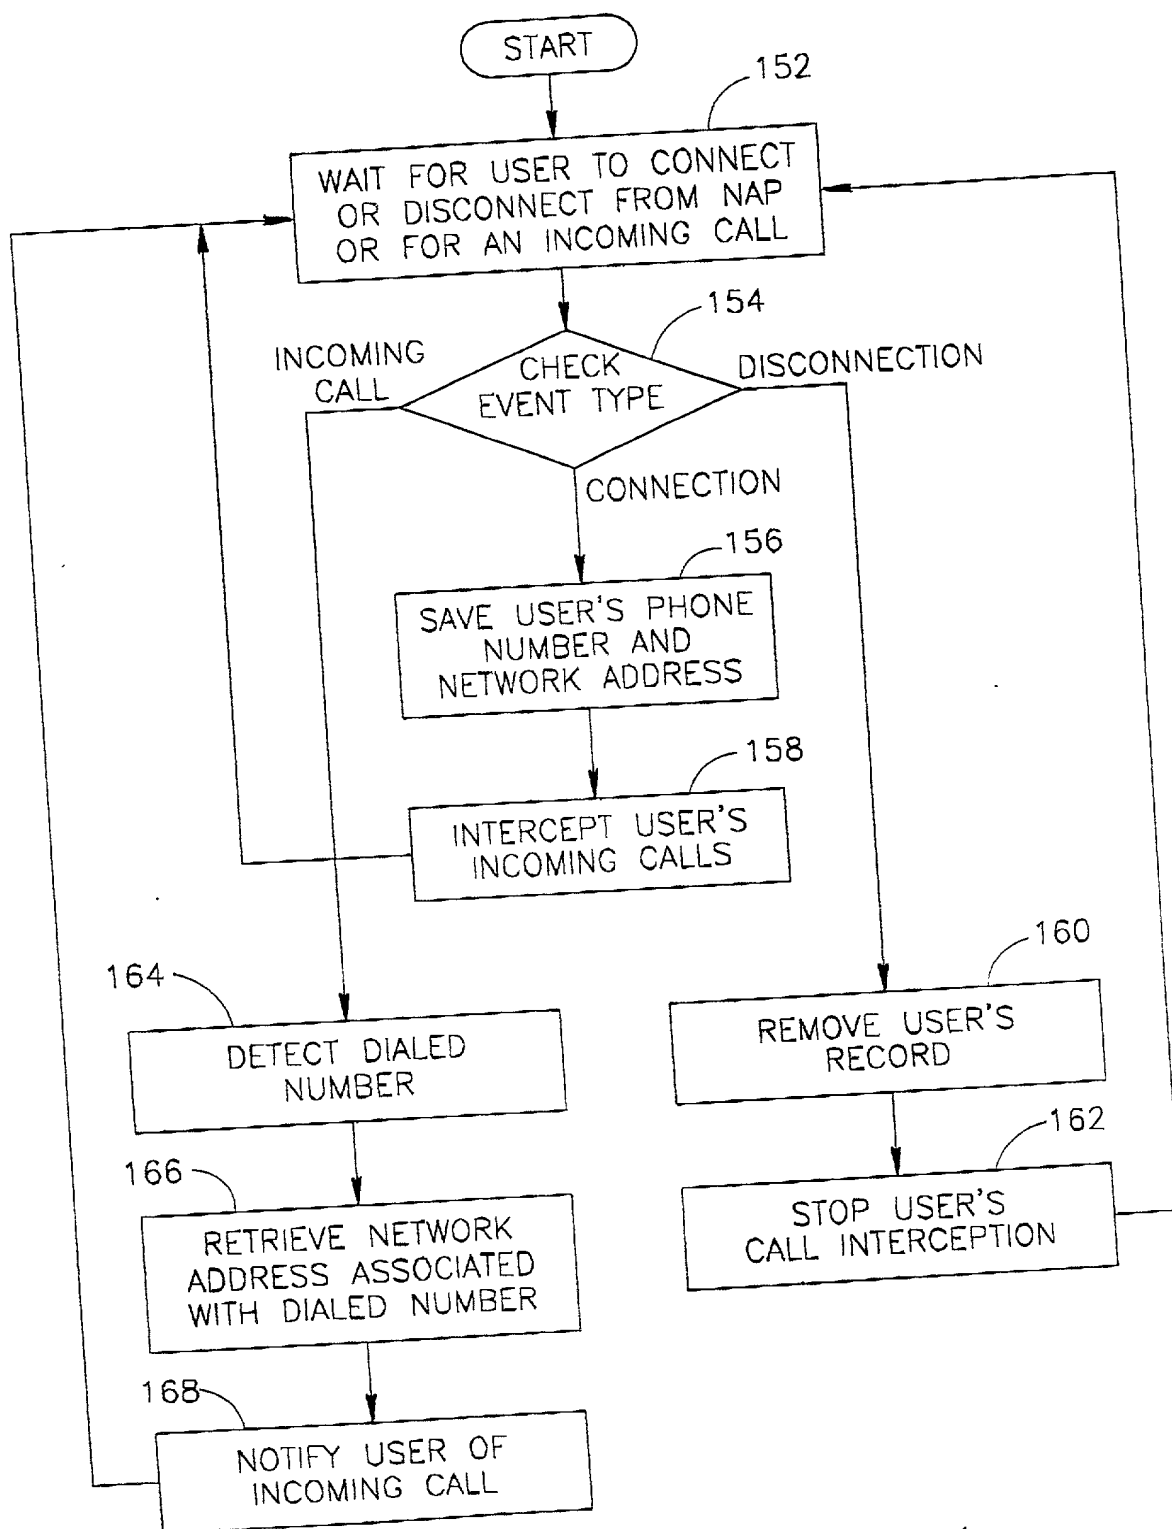 START
152
WAIT FOR USER TO CONNECT
OR DISCONNECT FROM NAP
OR FOR AN INCOMING CALL
154
INCOMING
CALL
CHECK
EVENT TYPE
DISCONNECTION
CONNECTION
156
SAVE USER'S PHONE
NUMBER AND
NETWORK ADDRESS
158
INTERCEPT USER'S
INCOMING CALLS
160
REMOVE USER'S
RECORD
162
STOP USER'S
CALL INTERCEPTION
164
DETECT DIALED
NUMBER
166
RETRIEVE NETWORK
ADDRESS ASSOCIATED
WITH DIALED NUMBER
168
NOTIFY USER OF
INCOMING CALL